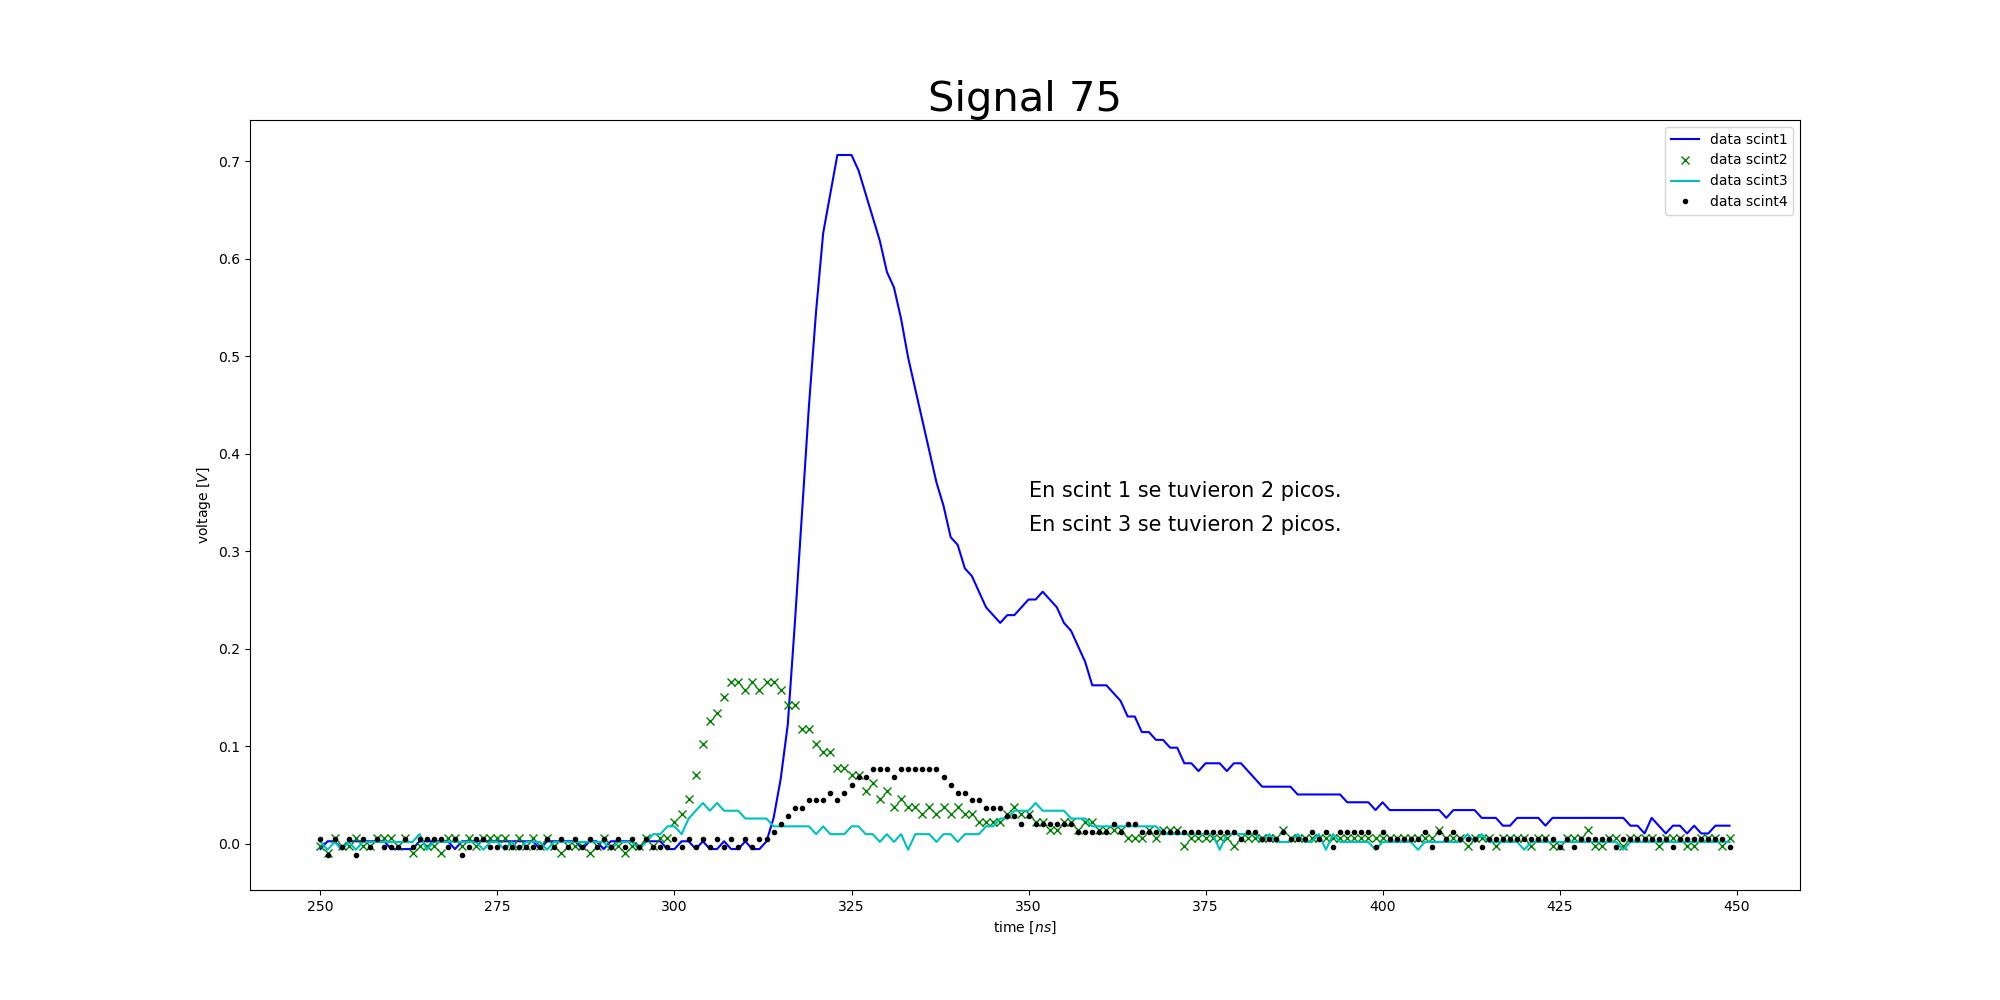 Signal 75
data scint1
data scint2
data scint3
data scint4
0.7
0.6
0.5
0.4
0.3
0.2
0.1
0.0
voltage [V]
En scint 1 se tuvieron 2 picos.
En scint 3 se tuvieron 2 picos.
250 275 300 325 350 375 400 425 450
time [ns]